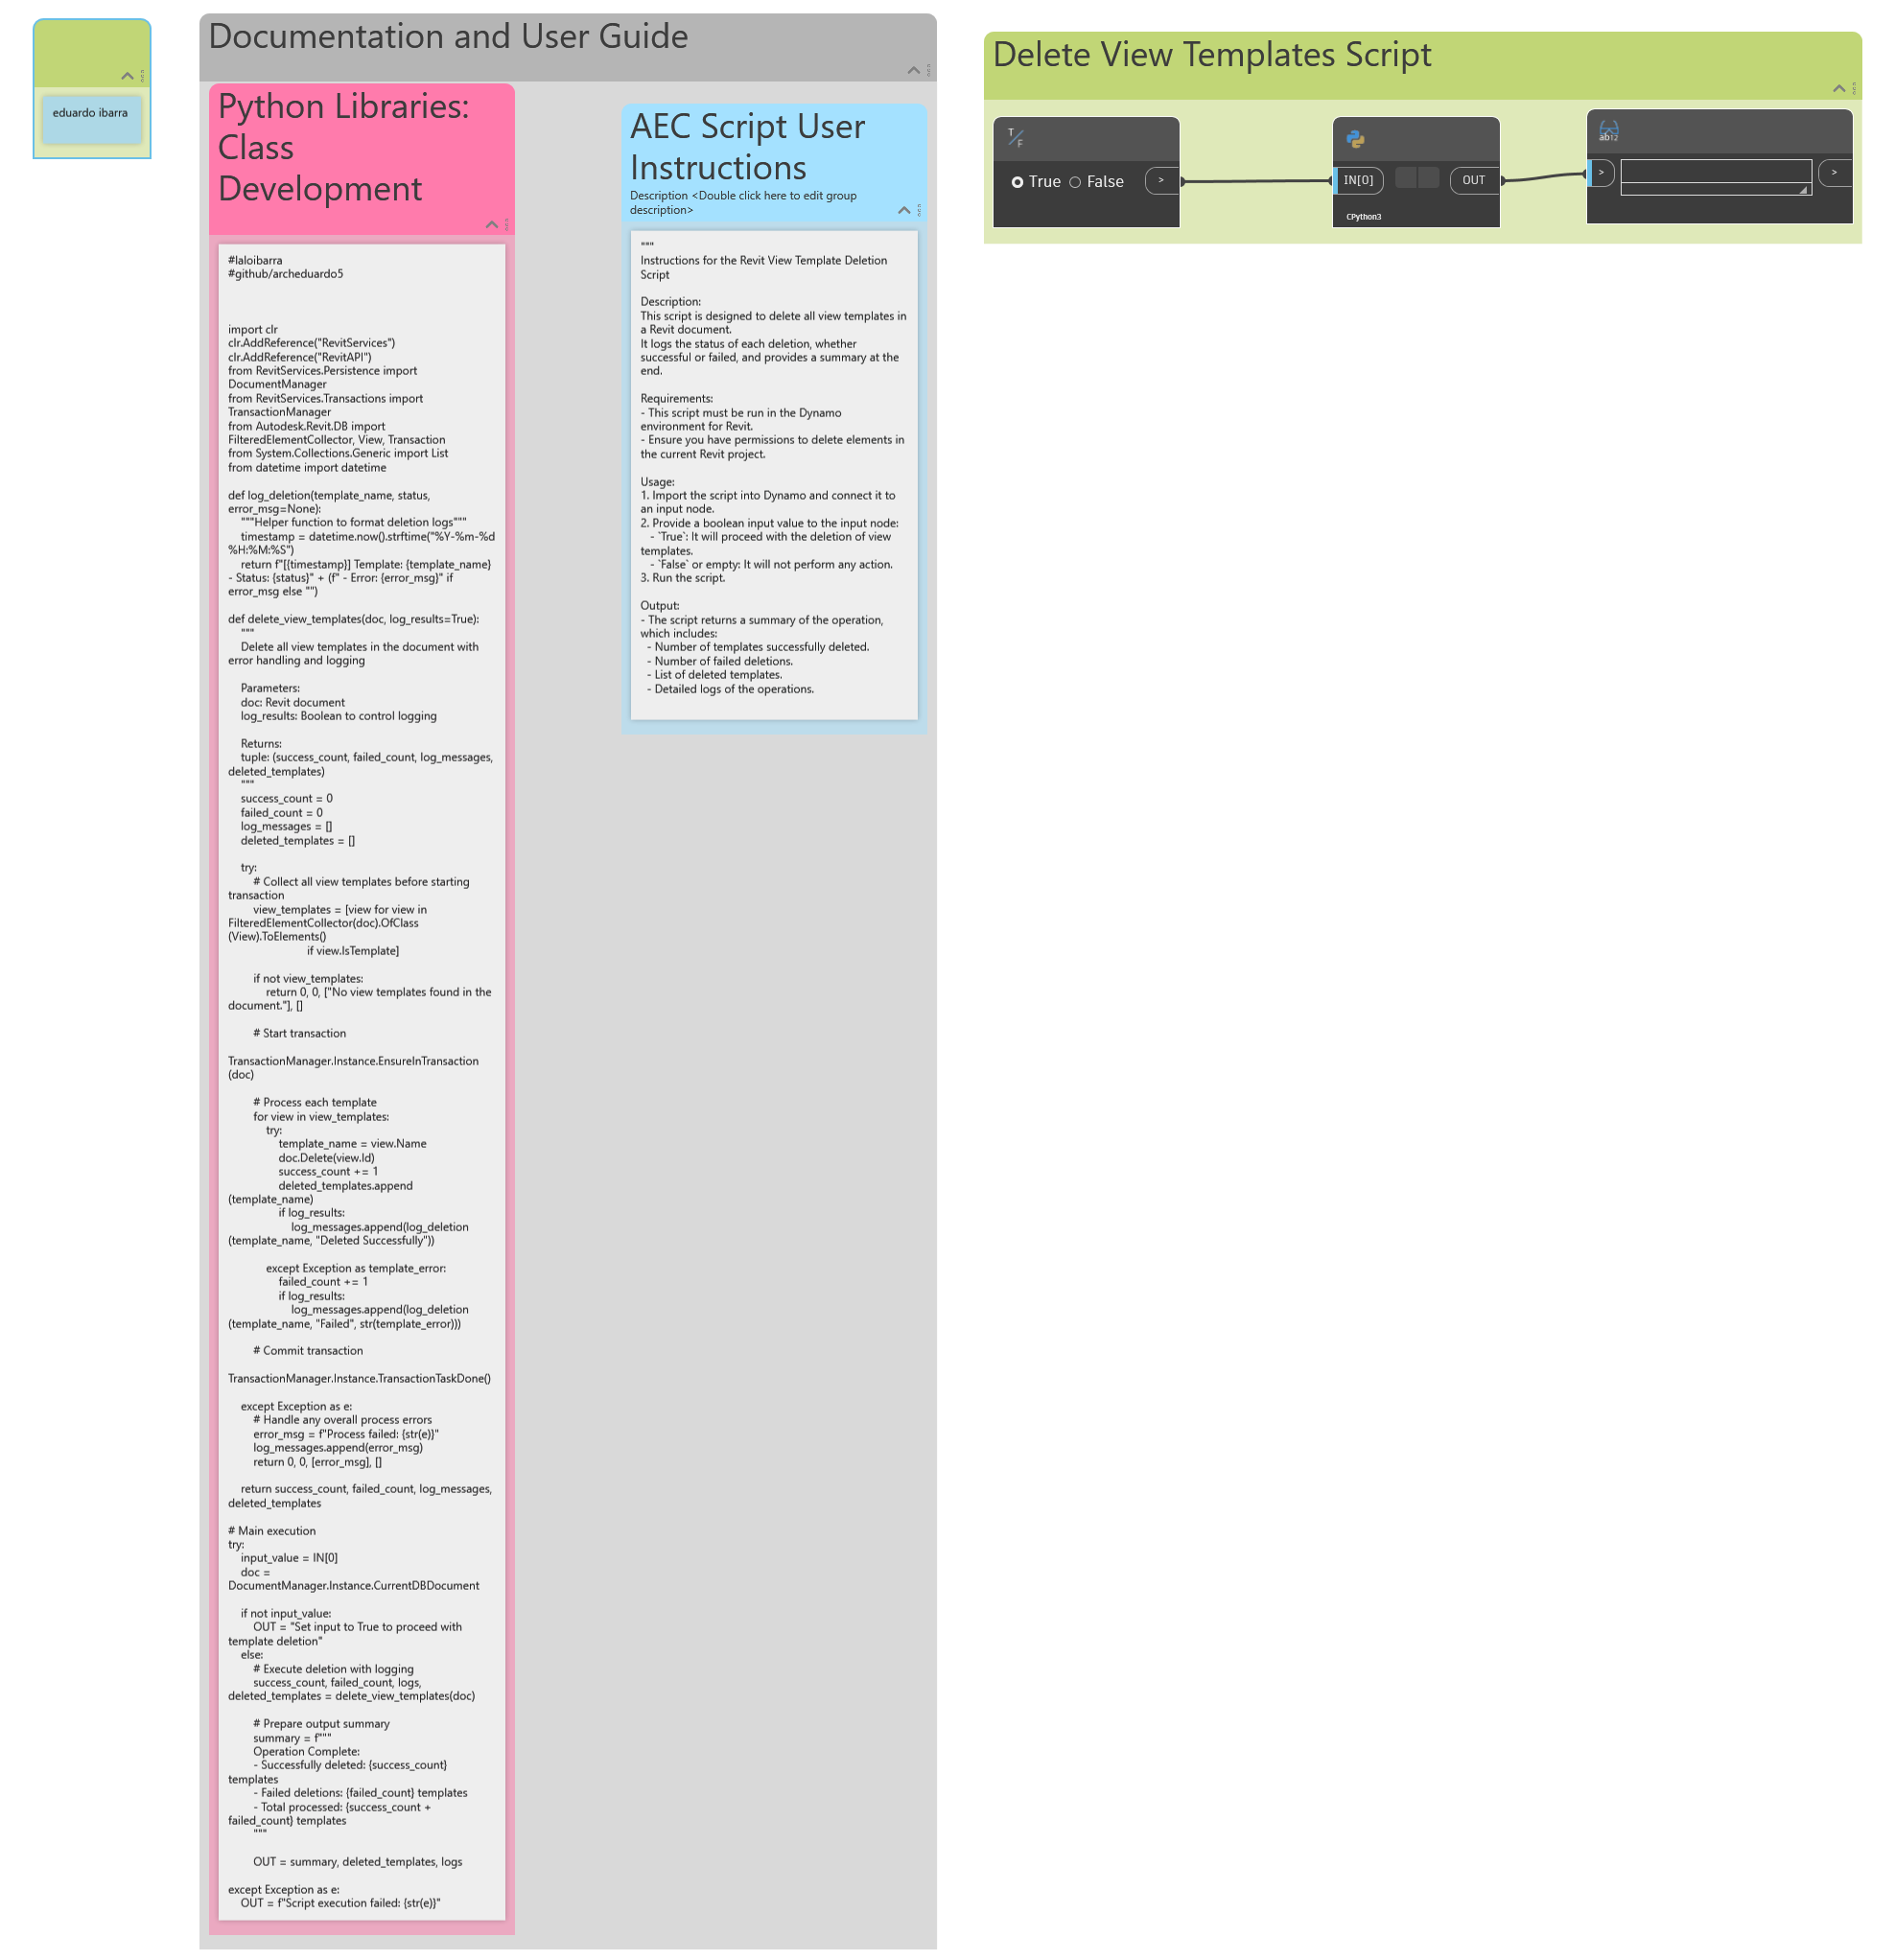 eduardo ibarra
Documentation and User Guide
Python Libraries:
Class
Development
#laloibarra
#github/archeduardo5
import clr
clr.AddReference("RevitServices")
clr.AddReference("RevitAPI")
from RevitServices.Persistence import
DocumentManager
from RevitServices.Transactions import
TransactionManager
from Autodesk.Revit.DB import
FilteredElementCollector, View, Transaction
from System.Collections.Generic import List
from datetime import datetime
def log_deletion(template_name, status,
error_msg=None):
"""Helper function to format deletion logs"""
timestamp = datetime.now().strftime("%Y-%m-%d
%H:%M:%S")
return f"[{timestamp}] Template: {template_name}
- Status: {status}" + (f" - Error: {error_msg}" if
error_msg else "")
def delete_view_templates(doc, log_results=True):
"""
Delete all view templates in the document with
error handling and logging
Parameters:
doc: Revit document
log_results: Boolean to control logging
Returns:
tuple: (success_count, failed_count, log_messages,
deleted_templates)
"""
success_count = 0
failed_count = 0
log_messages = []
deleted_templates = []
try:
# Collect all view templates before starting
transaction
view_templates = [view for view in
FilteredElementCollector(doc).OfClass
(View).ToElements()
if view.IsTemplate]
if not view_templates:
return 0, 0, ["No view templates found in the
document."], []
# Start transaction
TransactionManager.Instance.EnsureInTransaction
(doc)
# Process each template
for view in view_templates:
try:
template_name = view.Name
doc.Delete(view.Id)
success_count += 1
deleted_templates.append
(template_name)
if log_results:
log_messages.append(log_deletion
(template_name, "Deleted Successfully"))
except Exception as template_error:
failed_count += 1
if log_results:
log_messages.append(log_deletion
(template_name, "Failed", str(template_error)))
# Commit transaction
TransactionManager.Instance.TransactionTaskDone()
except Exception as e:
# Handle any overall process errors
error_msg = f"Process failed: {str(e)}"
log_messages.append(error_msg)
return 0, 0, [error_msg], []
return success_count, failed_count, log_messages,
deleted_templates
# Main execution
try:
input_value = IN[0]
doc =
DocumentManager.Instance.CurrentDBDocument
if not input_value:
OUT = "Set input to True to proceed with
template deletion"
else:
# Execute deletion with logging
success_count, failed_count, logs,
deleted_templates = delete_view_templates(doc)
# Prepare output summary
summary = f"""
Operation Complete:
- Successfully deleted: {success_count}
templates
- Failed deletions: {failed_count} templates
- Total processed: {success_count +
failed_count} templates
"""
OUT = summary, deleted_templates, logs
except Exception as e:
OUT = f"Script execution failed: {str(e)}"
AEC Script User
Instructions
Description <Double click here to edit group
description>
"""
Instructions for the Revit View Template Deletion
Script
Description:
This script is designed to delete all view templates in
a Revit document.
It logs the status of each deletion, whether
successful or failed, and provides a summary at the
end.
Requirements:
- This script must be run in the Dynamo
environment for Revit.
- Ensure you have permissions to delete elements in
the current Revit project.
Usage:
1. Import the script into Dynamo and connect it to
an input node.
2. Provide a boolean input value to the input node:
- `True`: It will proceed with the deletion of view
templates.
- `False` or empty: It will not perform any action.
3. Run the script.
Output:
- The script returns a summary of the operation,
which includes:
- Number of templates successfully deleted.
- Number of failed deletions.
- List of deleted templates.
- Detailed logs of the operations.
Delete View Templates Script
T/F
True False >
IN[0] OUT
CPython3
ab12
> >